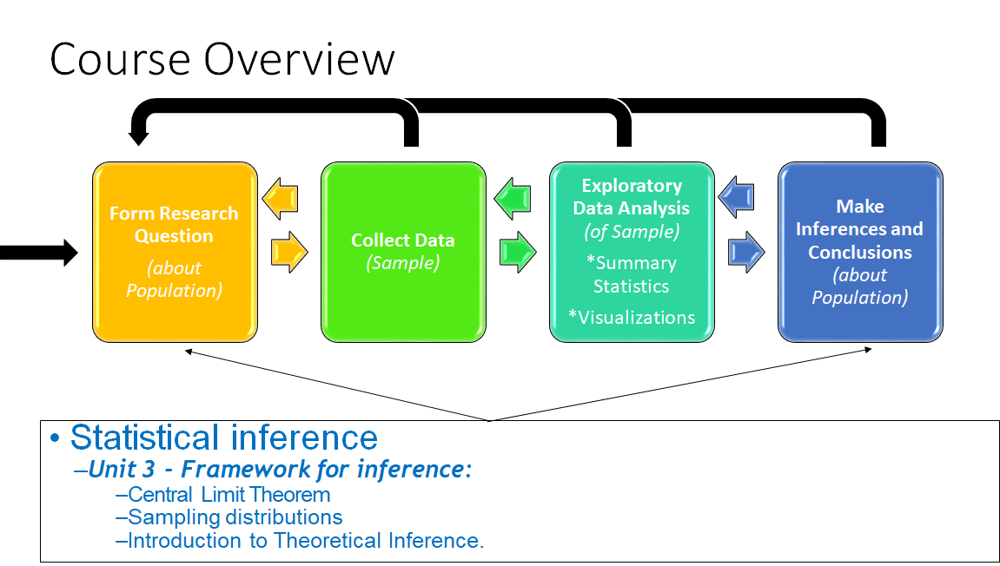 Course Overview
Form Research
Question
(about
Population)
Collect Data
(Sample)
Exploratory
Data Analysis
(of Sample)
*Summary
Statistics
*Visualizations
Make
Inferences and
Conclusions
(about
Population)
• Statistical inference
–Unit 3 - Framework for inference:
–Central Limit Theorem
–Sampling distributions
–Introduction to Theoretical Inference.